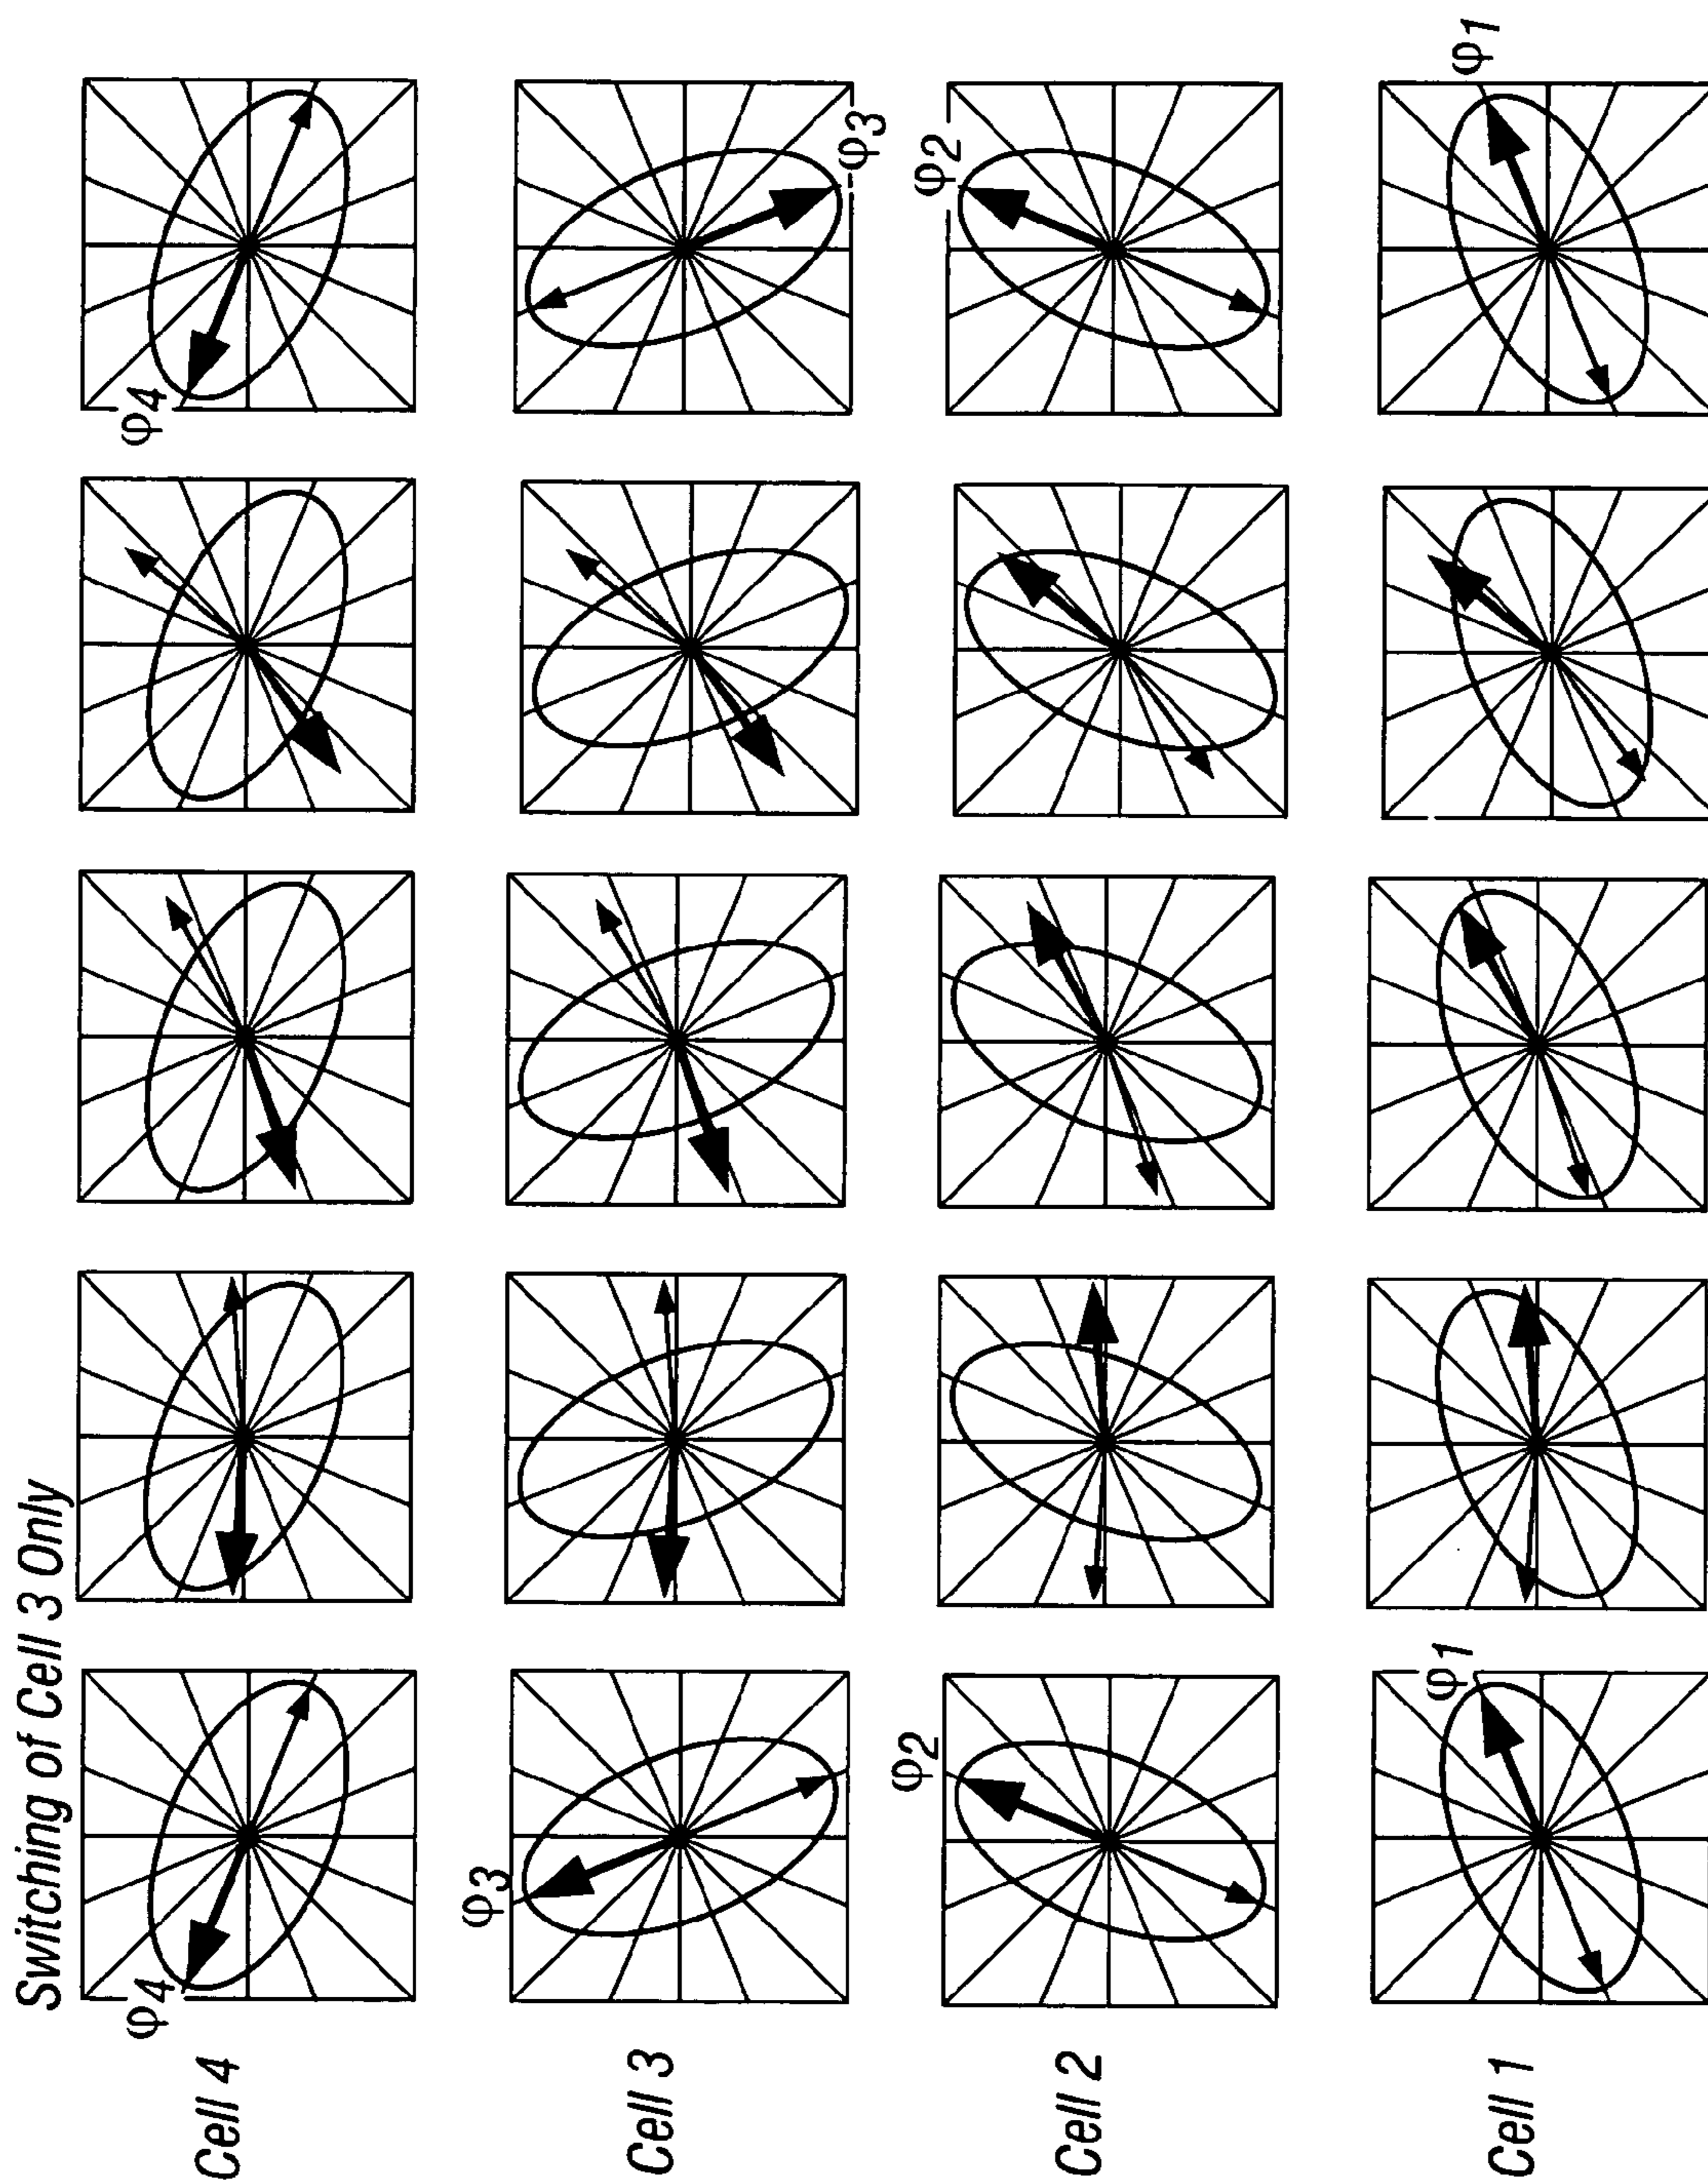 Switching of Cell 3 Only
Cell 4 φ4 φ4
Cell 3 φ3 φ3
Cell 2 φ2 φ2
Cell 1 φ1 φ1